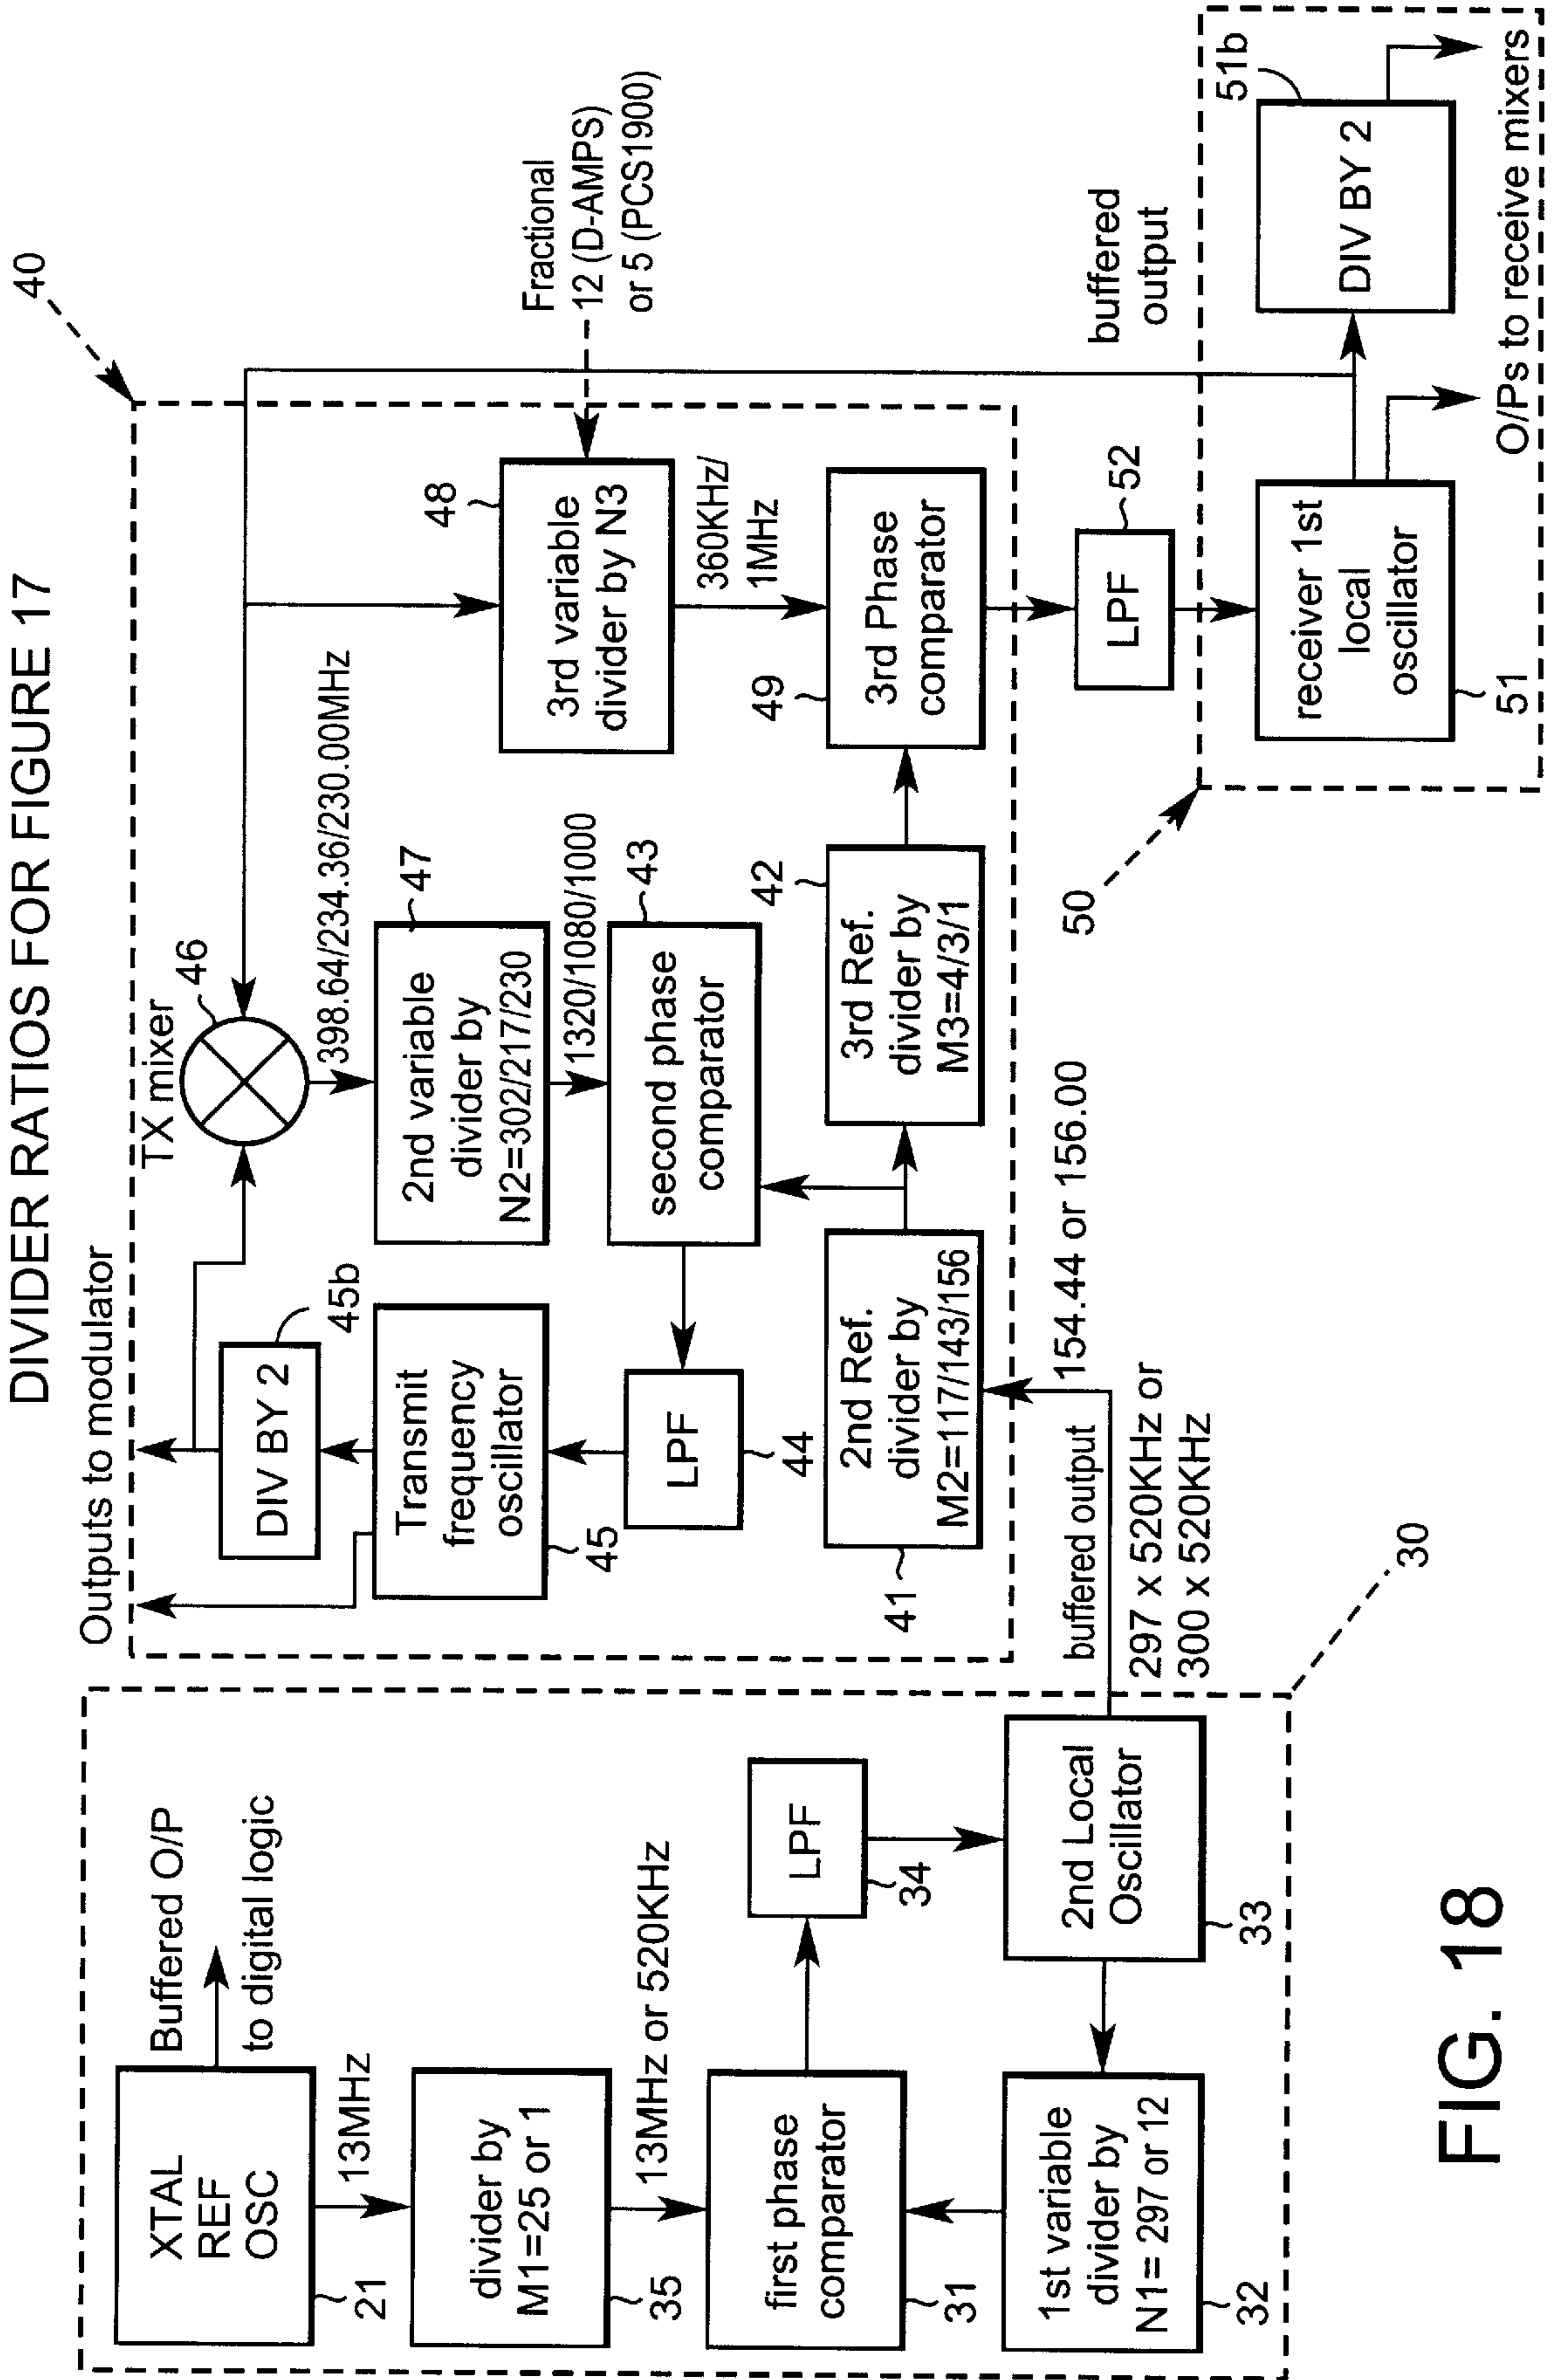 DIVIDER RATIOS FOR FIGURE 17
XTAL
REF
OSC
21
Buffered O/P
to digital logic
13MHz
divider by
M1=25 or 1
35
13MHz or 520KHz
first phase
comparator
31
1st variable
divider by
N1= 297 or 12
32
LPF
34
2nd Local
Oscillator
33
30
buffered output
297 x 520KHz or
300 x 520KHz
154.44 or 156.00
Outputs to modulator
40
DIV BY 2
45b
Transmit
frequency
oscillator
45
LPF
44
2nd Ref.
divider by
M2=117/143/156
41
TX mixer
46
398.64/234.36/230.00MHz
2nd variable
divider by
N2=302/217/230
47
1320/1080/1000
second phase
comparator
43
3rd Ref.
divider by
M3=4/3/1
42
Fractional
12 (D-AMPS)
or 5 (PCS1900)
3rd variable
divider by N3
48
360KHz/
1MHz
3rd Phase
comparator
49
LPF
52
buffered
output
50
receiver 1st
local
oscillator
51
DIV BY 2
51b
O/Ps to receive mixers
FIG. 18